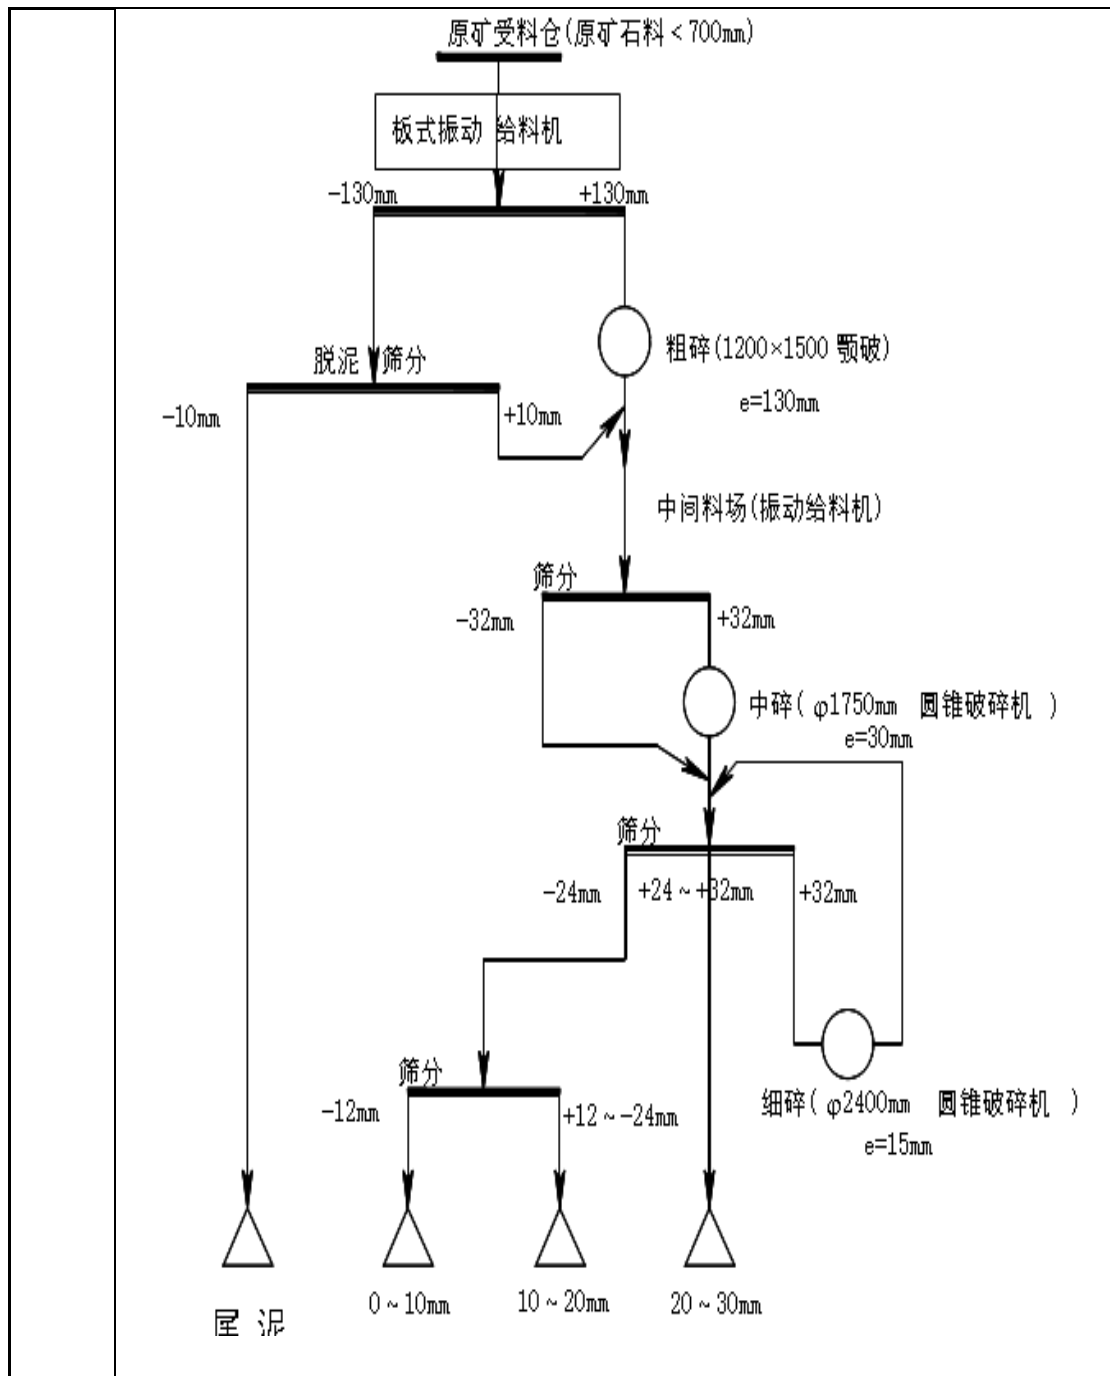 原矿受料仓(原矿石料<700mm)
板式振动 给料机
-130mm
+130mm
粗碎(1200×1500 颚破)
e=130mm
脱泥 筛分
-10mm
+10mm
中间料场(振动给料机)
筛分
-32mm
+32mm
中碎( φ1750mm 圆锥破碎机 )
e=30mm
筛分
-24mm
+24~+32mm
+32mm
筛分
-12mm
+12~-24mm
细碎( φ2400mm 圆锥破碎机 )
e=15mm
尾 泥
0~10mm
10~20mm
20~30mm